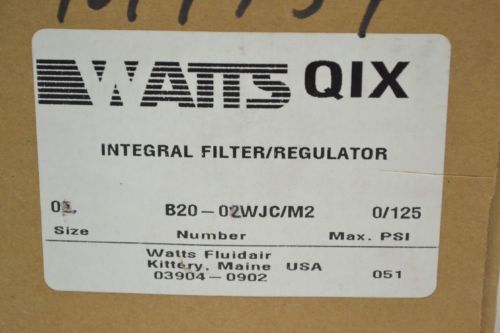 WATTS QIX
INTEGRAL FILTER/REGULATOR
B20-02WJC/M2 0/125
Size Number Max. PSI
Watts Fluidair
Kittery, Maine USA
03904-0902 051